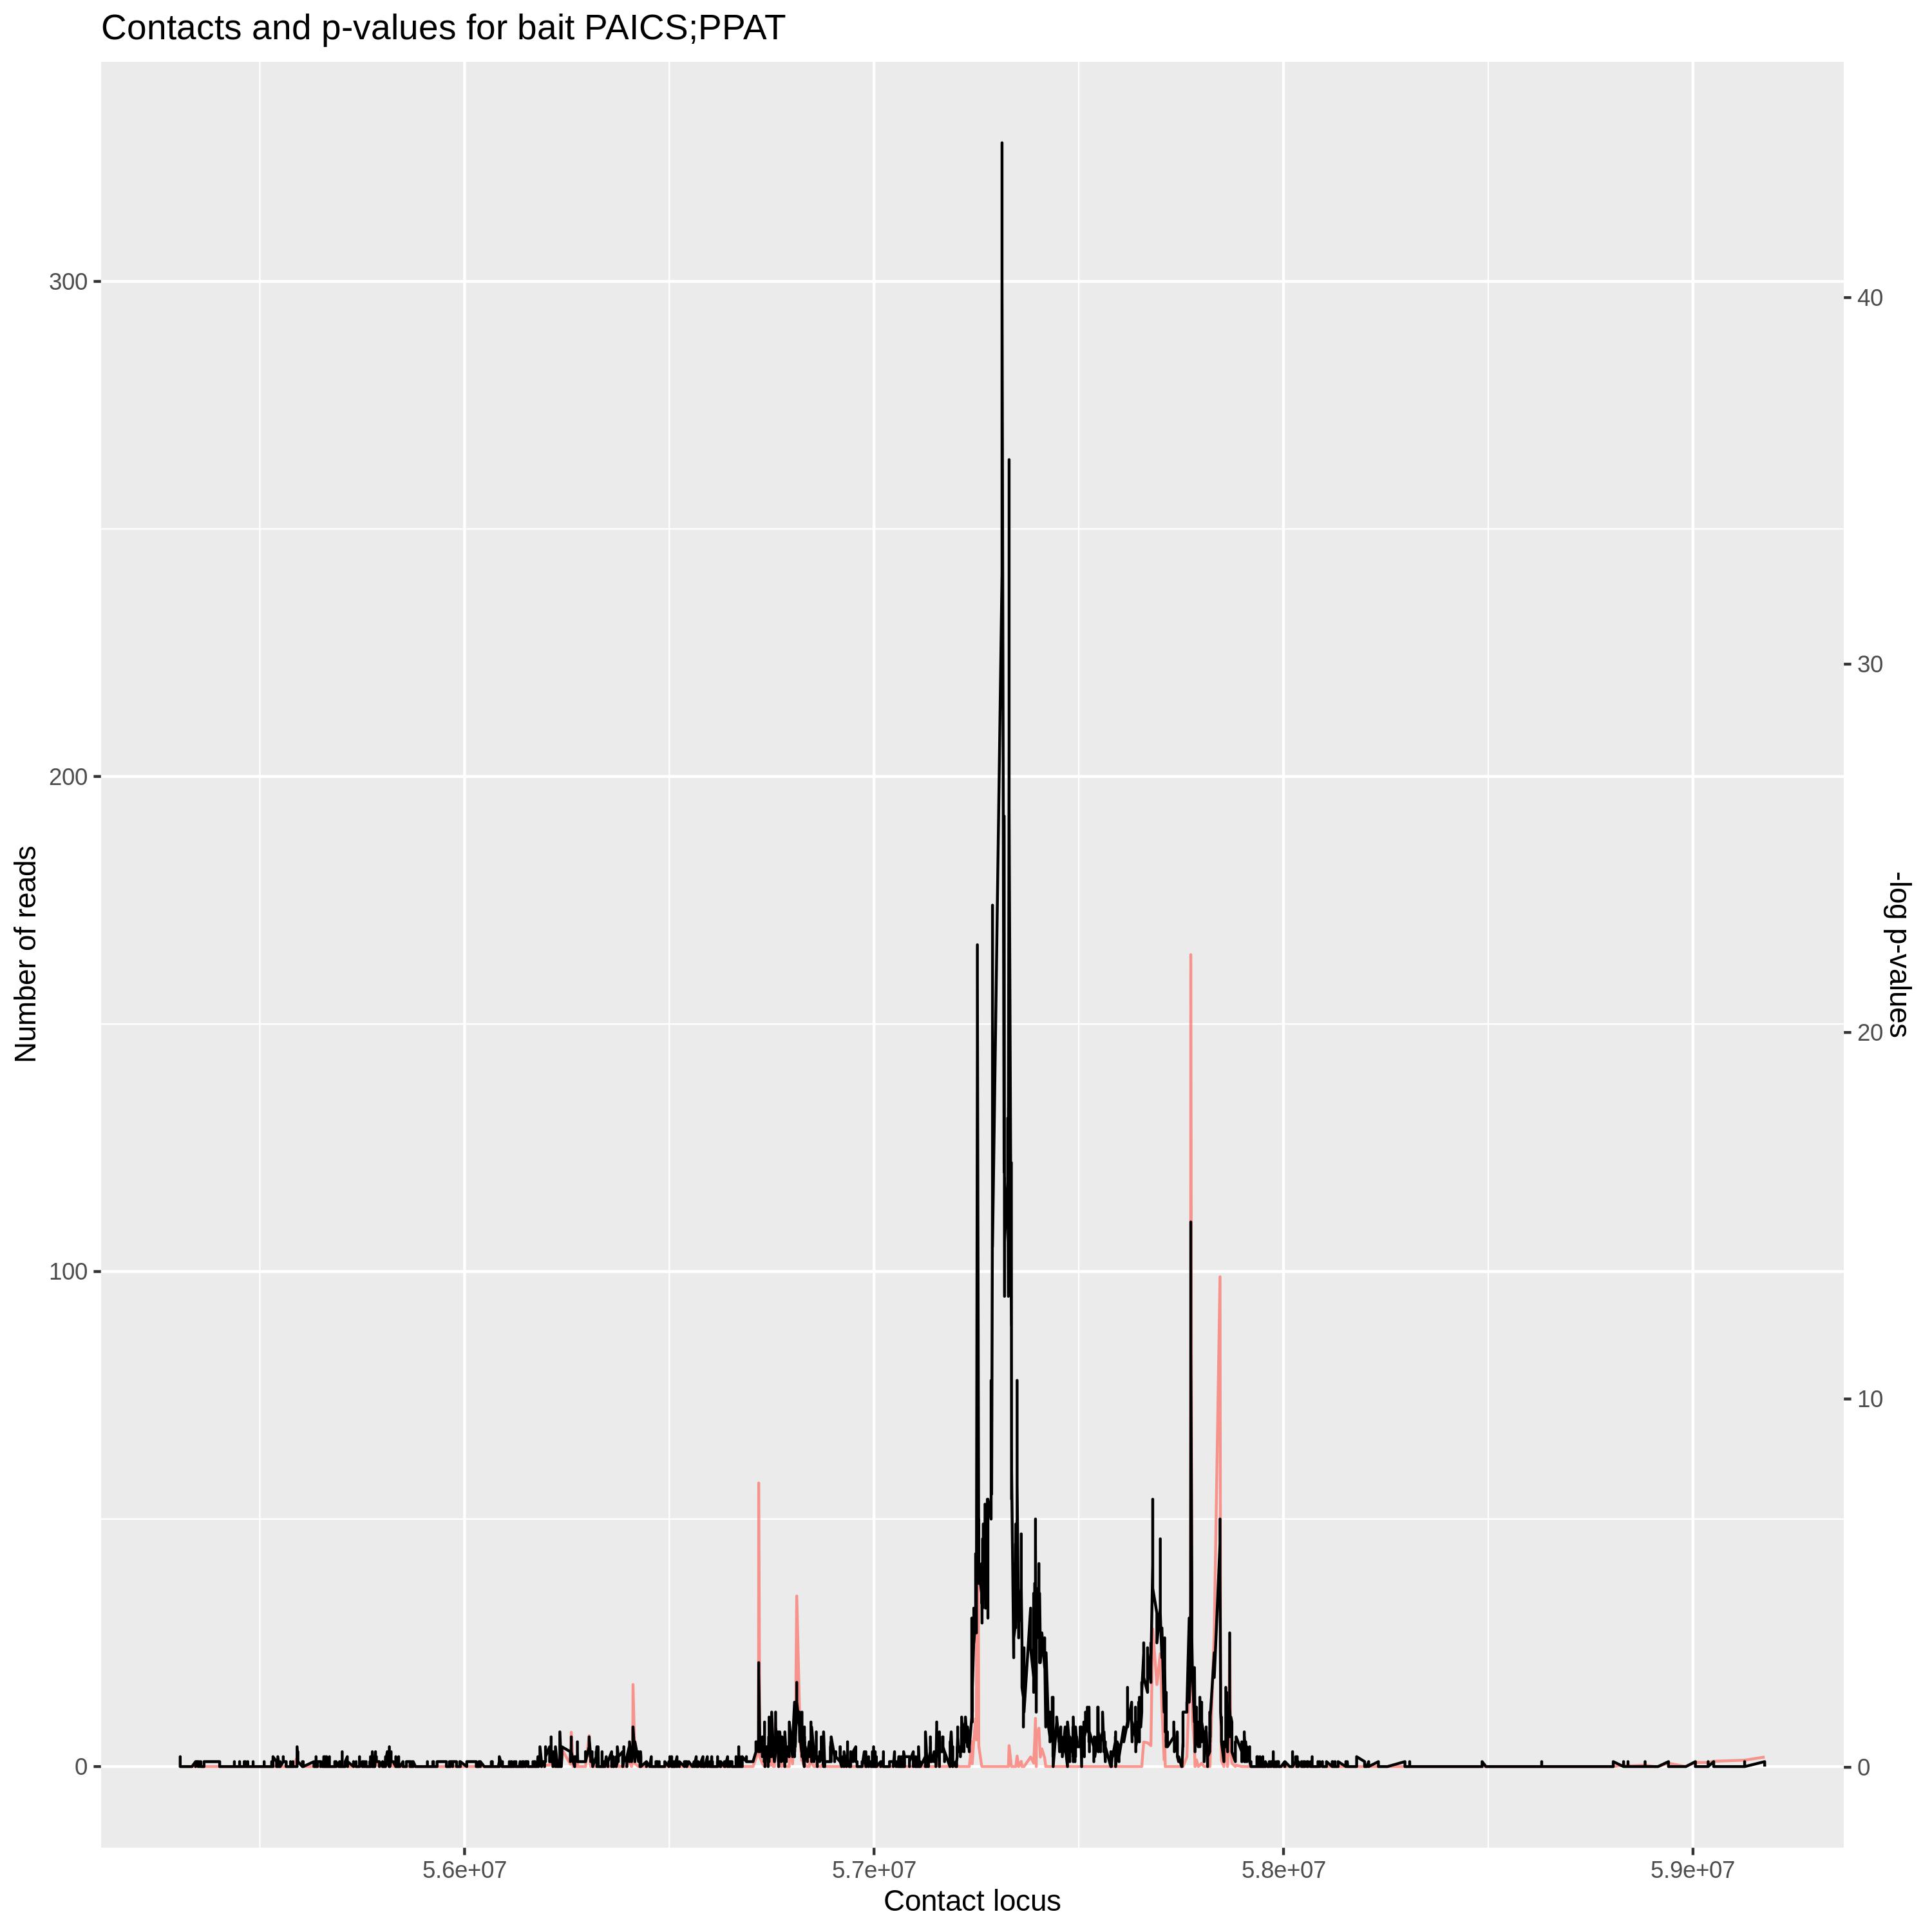 Contacts and p-values for bait PAICS;PPAT
300
200
100
0
Number of reads
40
30
20
10
0
-log p-values
5.6e+07 5.7e+07 5.8e+07 5.9e+07
Contact locus